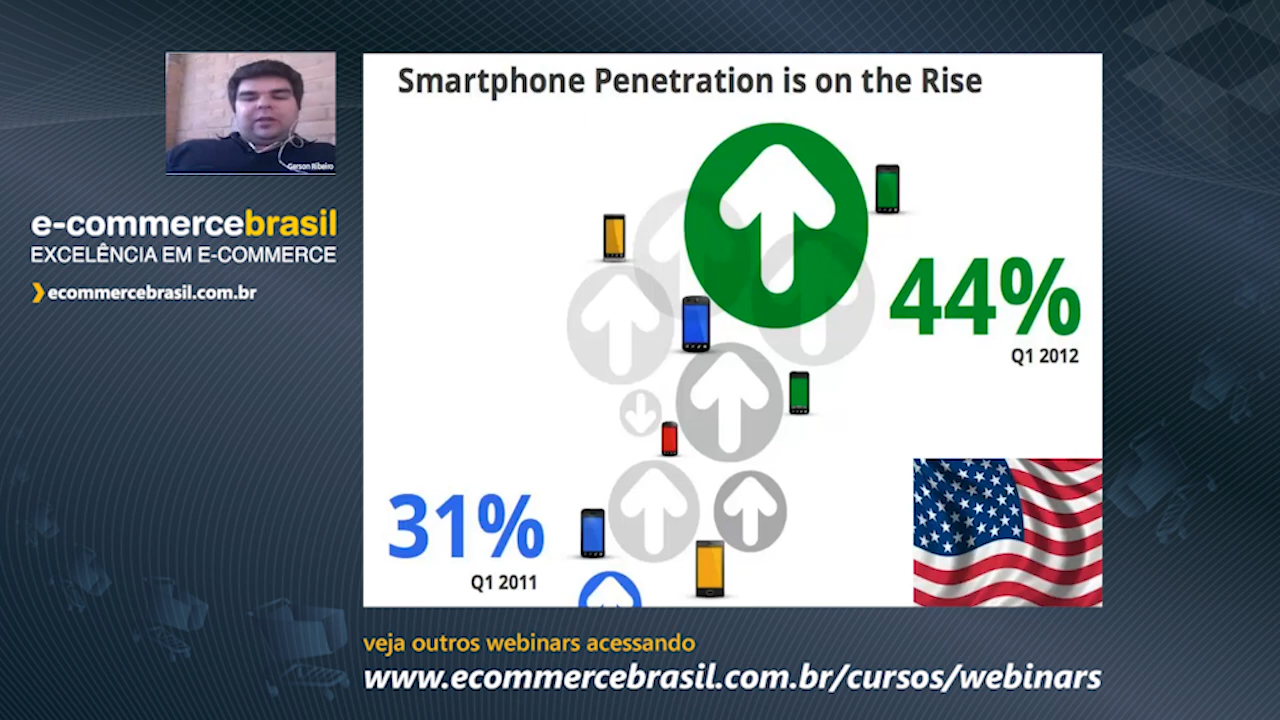 Smartphone Penetration is on the Rise
Gerson Ribeiro
e-commercebrasil
EXCELÊNCIA EM E-COMMERCE
ecommercebrasil.com.br
44%
Q1 2012
31%
Q1 2011
veja outros webinars acessando
www.ecommercebrasil.com.br/cursos/webinars